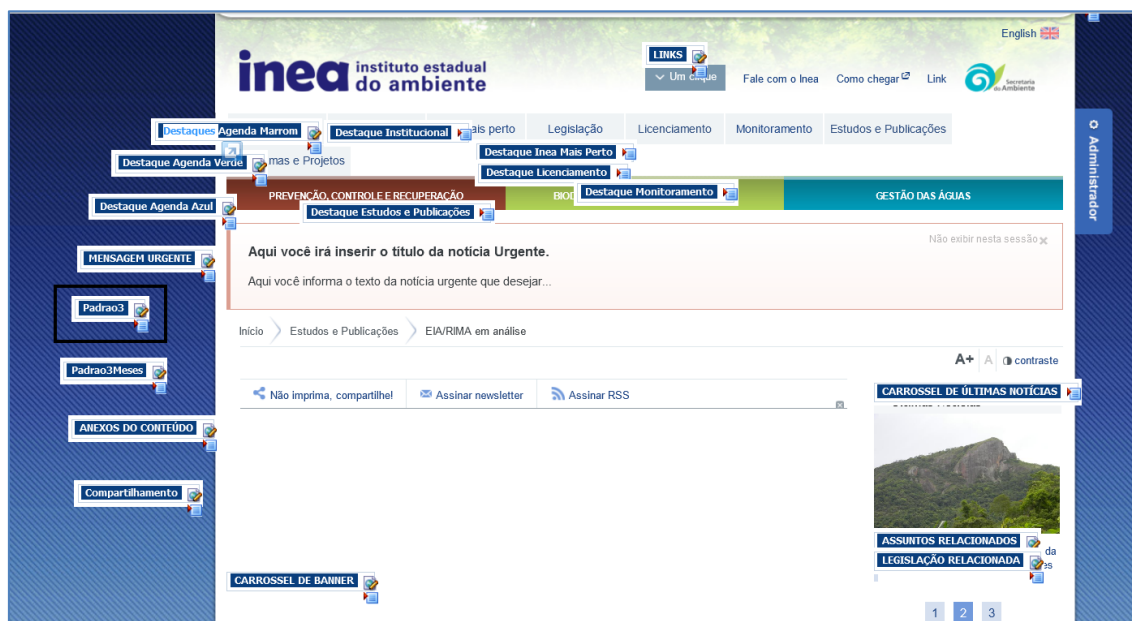 English
LINKS
inea instituto estadual
do ambiente
Um clique
Fale com o Inea Como chegar Link
Secretaria
do Ambiente
Destaques Agenda Marrom
Destaque Institucional
ais perto Legislação Licenciamento Monitoramento Estudos e Publicações
Administrador
Destaque Agenda Verde
mas e Projetos
Destaque Inea Mais Perto
Destaque Licenciamento
PREVENÇÃO, CONTROLE E RECUPERAÇÃO
Destaque Monitoramento
GESTÃO DAS ÁGUAS
Destaque Agenda Azul
Destaque Estudos e Publicações
Não exibir nesta sessão x
Aqui você irá inserir o título da noticia Urgente.
MENSAGEM URGENTE
Aqui você informa o texto da notícia urgente que desejar...
Padrao3
Início Estudos e Publicações EIA/RIMA em análise
A+ A contraste
Padrao3Meses
Não imprima, compartilhe! Assinar newsletter Assinar RSS
CARROSSEL DE ÚLTIMAS NOTÍCIAS
ANEXOS DO CONTEÚDO
Compartilhamento
ASSUNTOS RELACIONADOS
da
LEGISLAÇÃO RELACIONADA
es
CARROSSEL DE BANNER
1 2 3